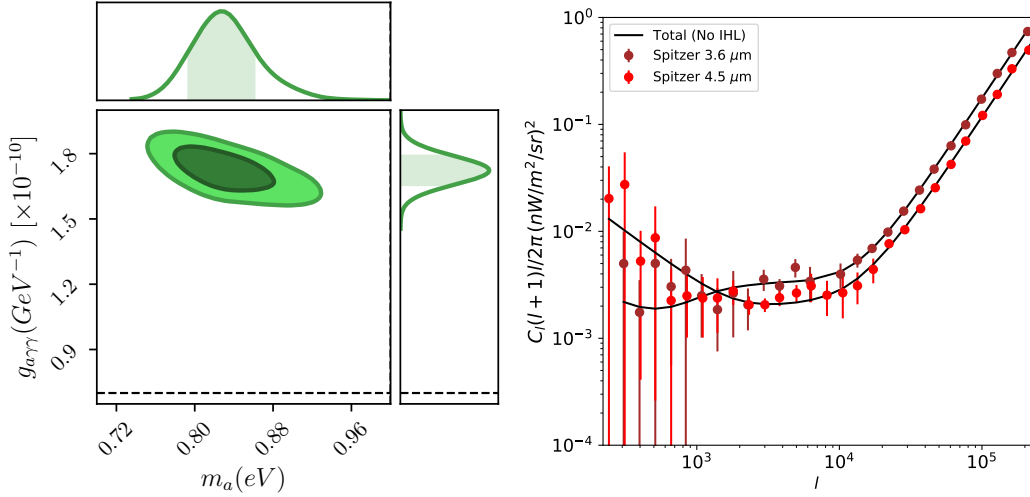 g_{aγγ}(GeV^{-1}) [×10^{-10}]
1.8
1.5
1.2
0.9
0.72 0.80 0.88 0.96
m_a(eV)
Total (No IHL)
Spitzer 3.6 μm
Spitzer 4.5 μm
C_l(l + 1)l/2π(nW/m^2/sr)^2
10^0
10^{-1}
10^{-2}
10^{-3}
10^{-4}
10^3 10^4 10^5
l